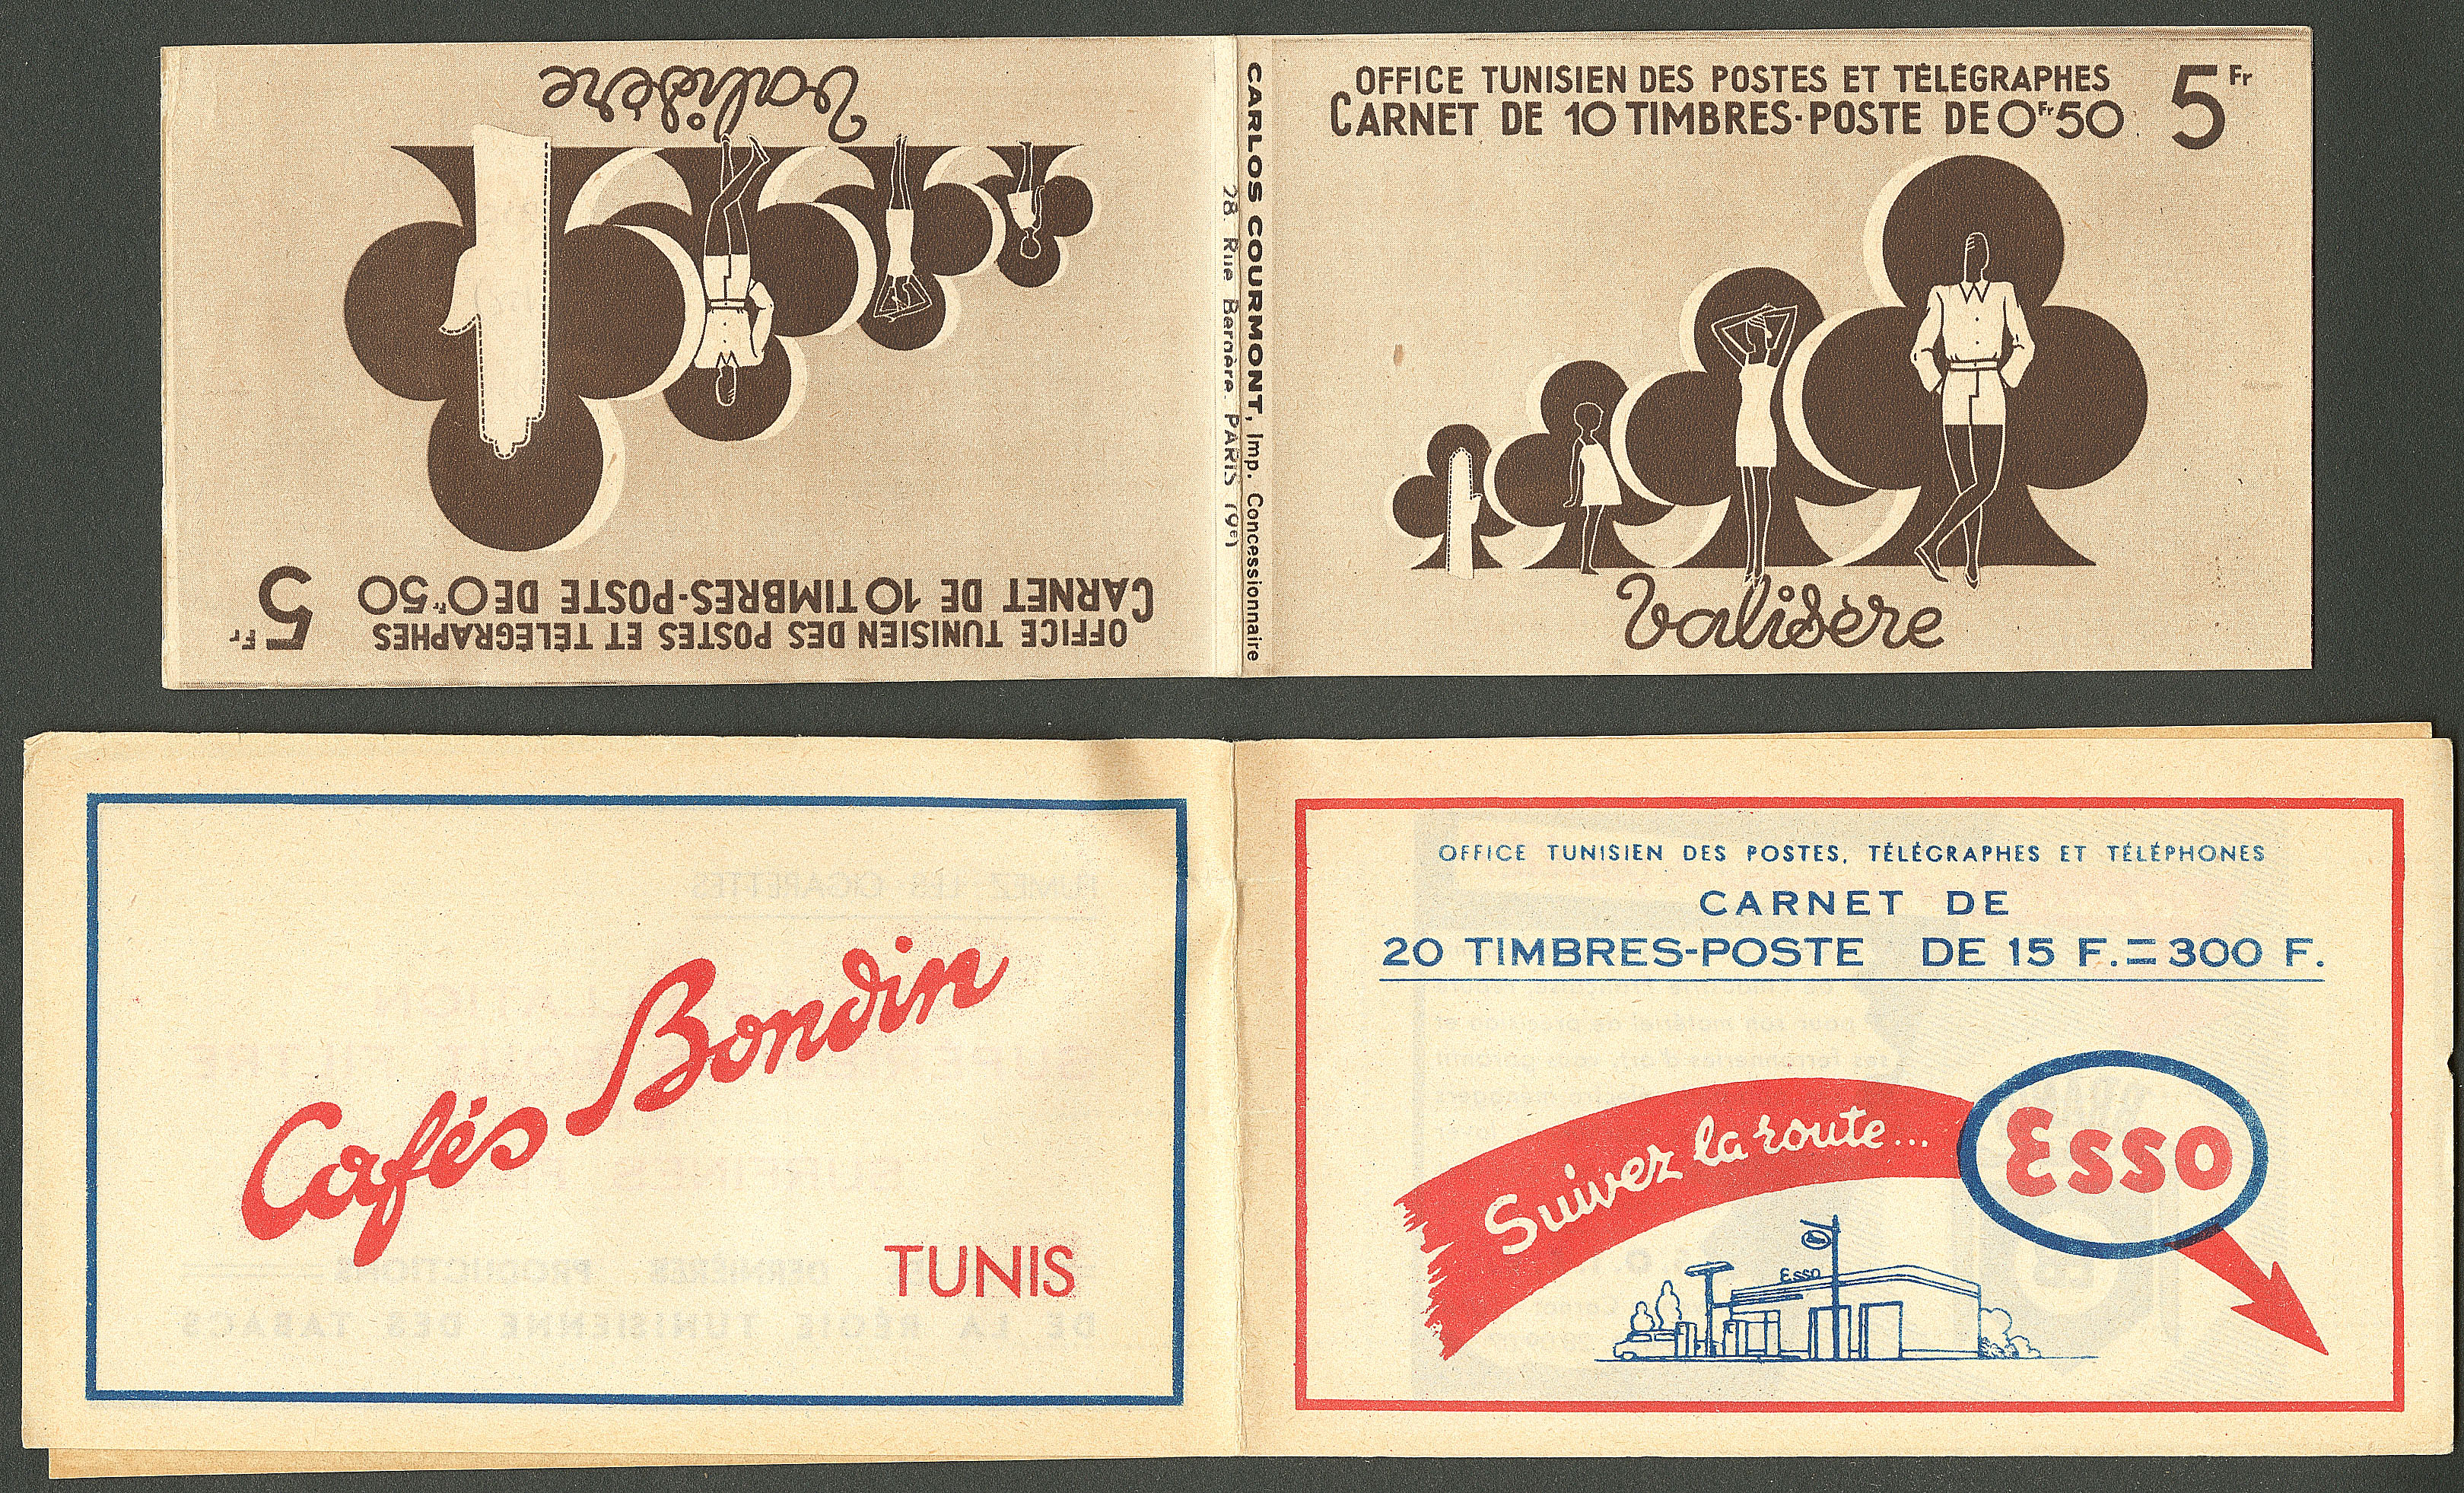 Valisère
CARNET DE 10 TIMBRES-POSTE DE 0Fr50
OFFICE TUNISIEN DES POSTES ET TÉLÉGRAPHES
5 Fr
CARLOS COURMONT, Imp. Concessionnaire
28 Rue Bergère. PARIS (9e)
OFFICE TUNISIEN DES POSTES ET TÉLÉGRAPHES
CARNET DE 10 TIMBRES-POSTE DE 0Fr50
5 Fr
Valisère
Cafés Bondin
TUNIS
OFFICE TUNISIEN DES POSTES, TÉLÉGRAPHES ET TÉLÉPHONES
CARNET DE
20 TIMBRES-POSTE DE 15 F.=300 F.
Suivez la route...
Esso
Esso